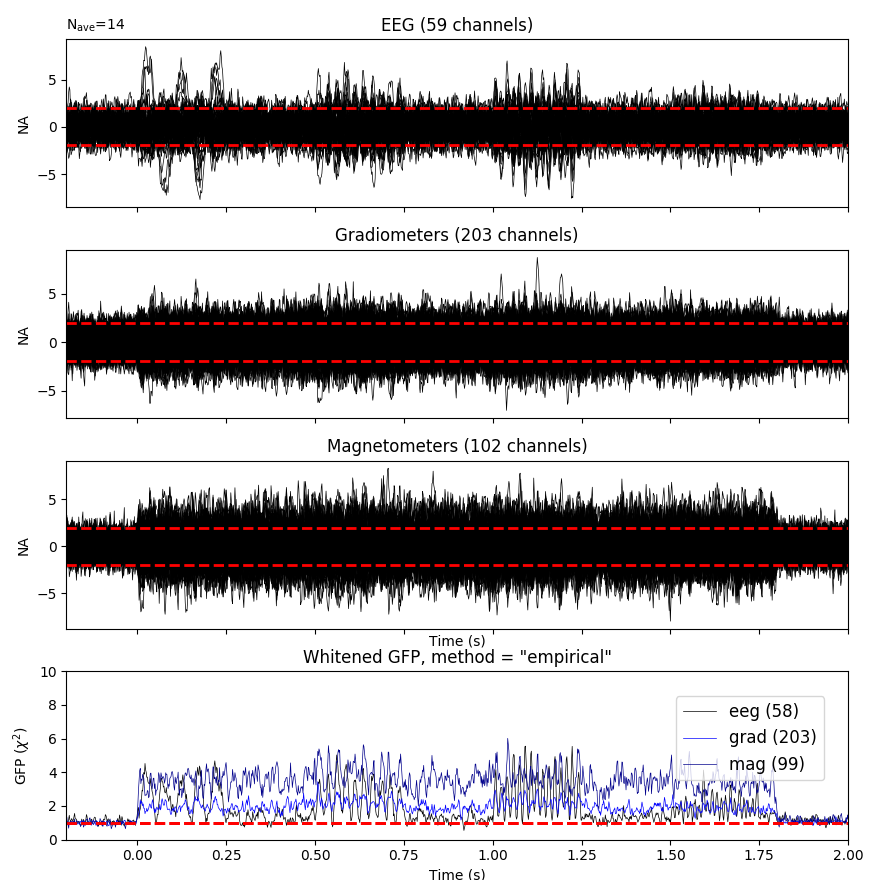 N_ave=14
EEG (59 channels)
5
0
−5
NA
Gradiometers (203 channels)
5
0
−5
NA
Magnetometers (102 channels)
5
0
−5
NA
Time (s)
Whitened GFP, method = "empirical"
10
8
6
4
2
0
GFP (χ²)
eeg (58)
grad (203)
mag (99)
0.00 0.25 0.50 0.75 1.00 1.25 1.50 1.75 2.00
Time (s)